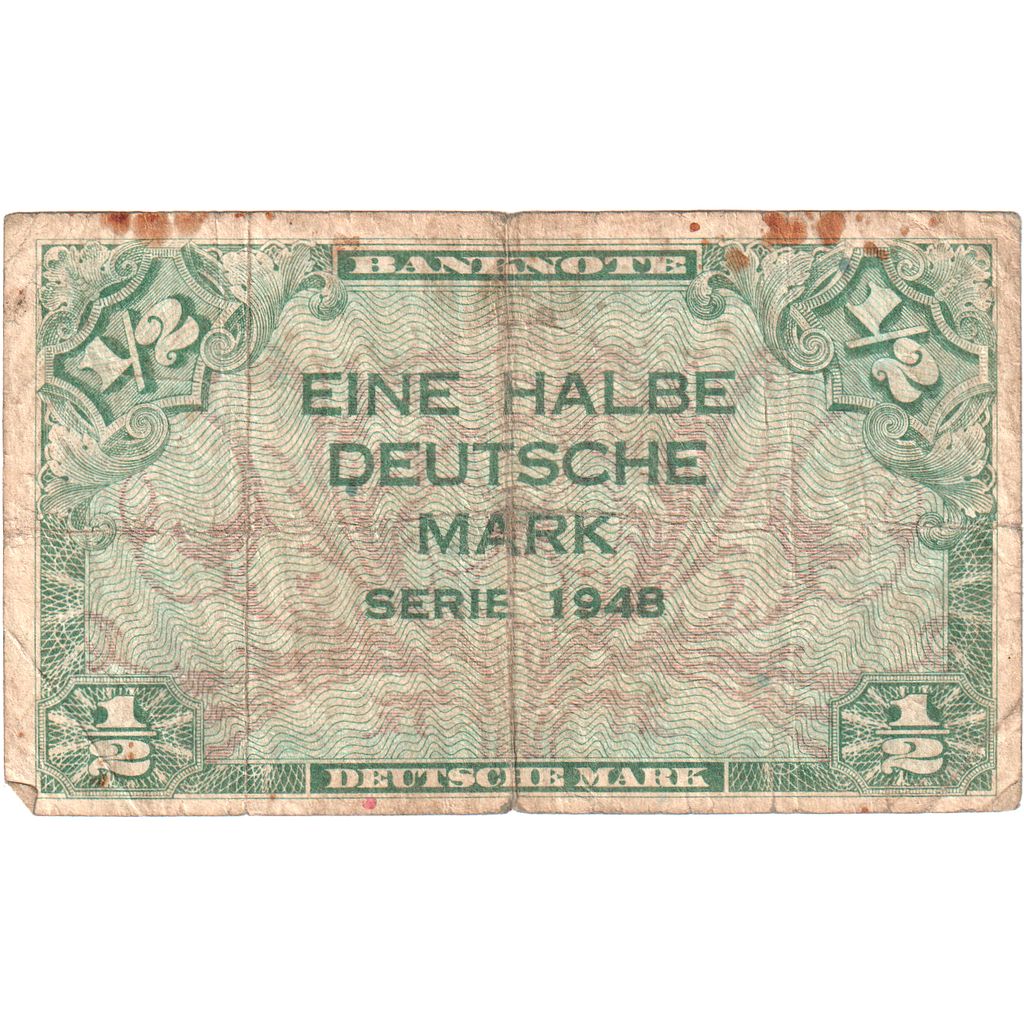 BANKNOTE
1/2
1/2
EINE HALBE
DEUTSCHE
MARK
SERIE 1948
1/2
1/2
DEUTSCHE MARK